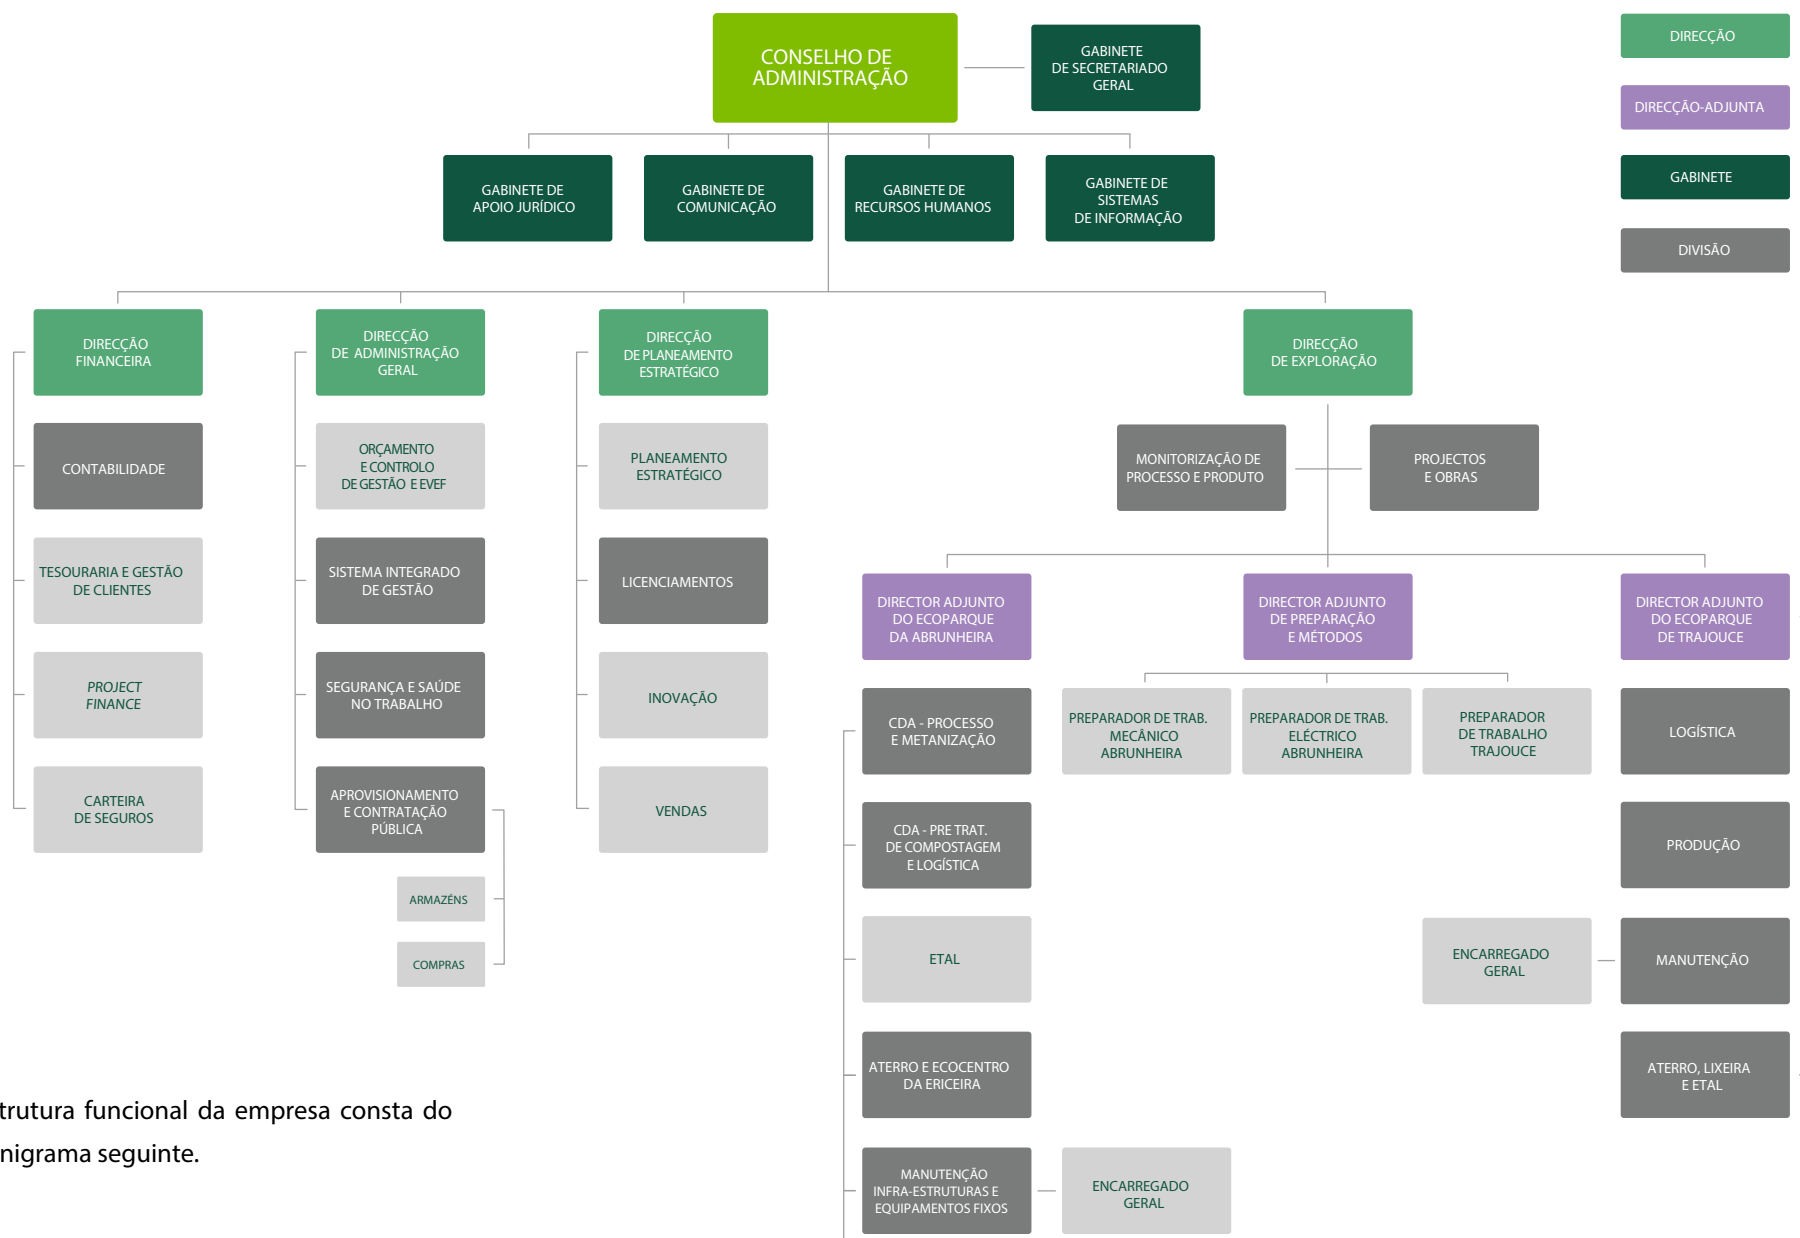 CONSELHO DE
ADMINISTRAÇÃO
GABINETE
DE SECRETARIADO
GERAL
DIRECÇÃO
DIRECÇÃO-ADJUNTA
GABINETE
DIVISÃO
GABINETE DE
APOIO JURÍDICO
GABINETE DE
COMUNICAÇÃO
GABINETE DE
RECURSOS HUMANOS
GABINETE DE
SISTEMAS
DE INFORMAÇÃO
DIRECÇÃO
FINANCEIRA
CONTABILIDADE
TESOURARIA E GESTÃO
DE CLIENTES
PROJECT
FINANCE
CARTEIRA
DE SEGUROS
DIRECÇÃO
DE ADMINISTRAÇÃO
GERAL
ORÇAMENTO
E CONTROLO
DE GESTÃO E EVEF
SISTEMA INTEGRADO
DE GESTÃO
SEGURANÇA E SAÚDE
NO TRABALHO
APROVISIONAMENTO
E CONTRATAÇÃO
PÚBLICA
ARMAZÉNS
COMPRAS
DIRECÇÃO
DE PLANEAMENTO
ESTRATÉGICO
PLANEAMENTO
ESTRATÉGICO
LICENCIAMENTOS
INOVAÇÃO
VENDAS
DIRECÇÃO
DE EXPLORAÇÃO
MONITORIZAÇÃO DE
PROCESSO E PRODUTO
PROJECTOS
E OBRAS
DIRECTOR ADJUNTO
DO ECOPARQUE
DA ABRUNHEIRA
CDA - PROCESSO
E METANIZAÇÃO
CDA - PRE TRAT.
DE COMPOSTAGEM
E LOGÍSTICA
ETAL
ATERRO E ECOCENTRO
DA ERICEIRA
MANUTENÇÃO
INFRA-ESTRUTURAS E
EQUIPAMENTOS FIXOS
ENCARREGADO
GERAL
DIRECTOR ADJUNTO
DE PREPARAÇÃO
E MÉTODOS
PREPARADOR DE TRAB.
MECÂNICO
ABRUNHEIRA
PREPARADOR DE TRAB.
ELÉCTRICO
ABRUNHEIRA
PREPARADOR
DE TRABALHO
TRAJOUCE
DIRECTOR ADJUNTO
DO ECOPARQUE
DE TRAJOUCE
LOGÍSTICA
PRODUÇÃO
ENCARREGADO
GERAL
MANUTENÇÃO
ATERRO, LIXEIRA
E ETAL
trutura funcional da empresa consta do
nigrama seguinte.